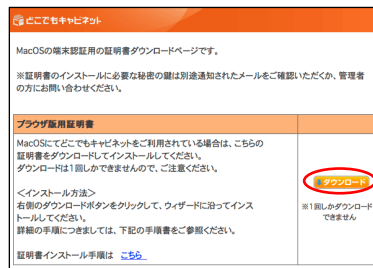 どこでもキャビネット
MacOSの端末認証用の証明書ダウンロードページです。
※証明書のインストールに必要な秘密の鍵は別途通知されたメールをご確認いただくか、管理者
の方にお問い合わせください。
ブラウザ版用証明書
MacOSにてどこでもキャビネットをご利用されている場合は、こちらの
証明書をダウンロードしてインストールしてください。
ダウンロードは1回しかできませんので、ご注意ください。
<インストール方法>
右側のダウンロードボタンをクリックして、ウィザードに沿ってインス
トールしてください。
詳細の手順につきましては、下記の手順書をご参照ください。
証明書インストール手順は こちら
ダウンロード
※1回しかダウンロード
できません